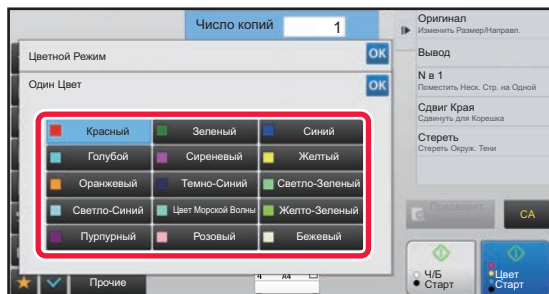 Число копий 1
Цветной Режим OK
Один Цвет OK
Красный Зеленый Синий
Голубой Сиреневый Желтый
Оранжевый Темно-Синий Светло-Зеленый
Светло-Синий Цвет Морской Волны Желто-Зеленый
Пурпурный Розовый Бежевый
Прочие
A4
Оригинал
Изменить Размер/Направл.
Вывод
N в 1
Поместить Неск. Стр. на Одной
Сдвиг Края
Сдвинуть для Корешка
Стереть
Стереть Окруж. Тени
Предварит.
CA
Ч/Б
Старт
Цвет
Старт